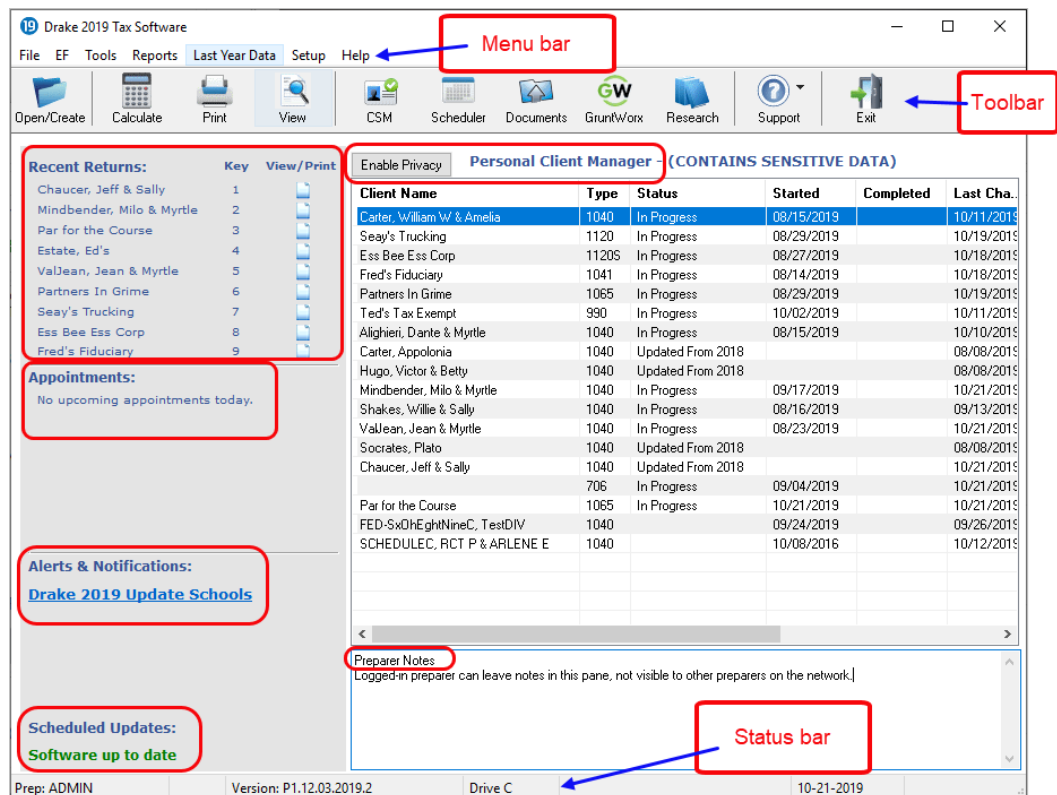 19 Drake 2019 Tax Software
File EF Tools Reports Last Year Data Setup Help
Menu bar
Open/Create Calculate Print View CSM Scheduler Documents GruntWorx Research Support Exit
GW
Toolbar
Recent Returns: Key View/Print
Chaucer, Jeff & Sally 1
Mindbender, Milo & Myrtle 2
Par for the Course 3
Estate, Ed's 4
ValJean, Jean & Myrtle 5
Partners In Grime 6
Seay's Trucking 7
Ess Bee Ess Corp 8
Fred's Fiduciary 9
Appointments:
No upcoming appointments today.
Alerts & Notifications:
Drake 2019 Update Schools
Scheduled Updates:
Software up to date
Enable Privacy Personal Client Manager - (CONTAINS SENSITIVE DATA)
Client Name Type Status Started Completed Last Cha..
Carter, William W & Amelia 1040 In Progress 08/15/2019 10/11/2019
Seay's Trucking 1120 In Progress 08/29/2019 10/19/2019
Ess Bee Ess Corp 1120S In Progress 08/27/2019 10/18/2019
Fred's Fiduciary 1041 In Progress 08/14/2019 10/18/2019
Partners In Grime 1065 In Progress 08/29/2019 10/19/2019
Ted's Tax Exempt 990 In Progress 10/02/2019 10/11/2019
Alighieri, Dante & Myrtle 1040 In Progress 08/15/2019 10/10/2019
Carter, Appolonia 1040 Updated From 2018 08/08/2019
Hugo, Victor & Betty 1040 Updated From 2018 08/08/2019
Mindbender, Milo & Myrtle 1040 In Progress 09/17/2019 10/21/2019
Shakes, Willie & Sally 1040 In Progress 08/16/2019 09/13/2019
ValJean, Jean & Myrtle 1040 In Progress 08/23/2019 10/21/2019
Socrates, Plato 1040 Updated From 2018 08/08/2019
Chaucer, Jeff & Sally 1040 Updated From 2018 10/21/2019
706 In Progress 09/04/2019 10/21/2019
Par for the Course 1065 In Progress 10/21/2019 10/21/2019
FED-SxOhEghtNineC, TestDIV 1040 09/24/2019 09/26/2019
SCHEDULEC, RCT P & ARLENE E 1040 10/08/2016 10/12/2019
Preparer Notes
Logged-in preparer can leave notes in this pane, not visible to other preparers on the network.
Status bar
Prep: ADMIN Version: P1.12.03.2019.2 Drive C 10-21-2019